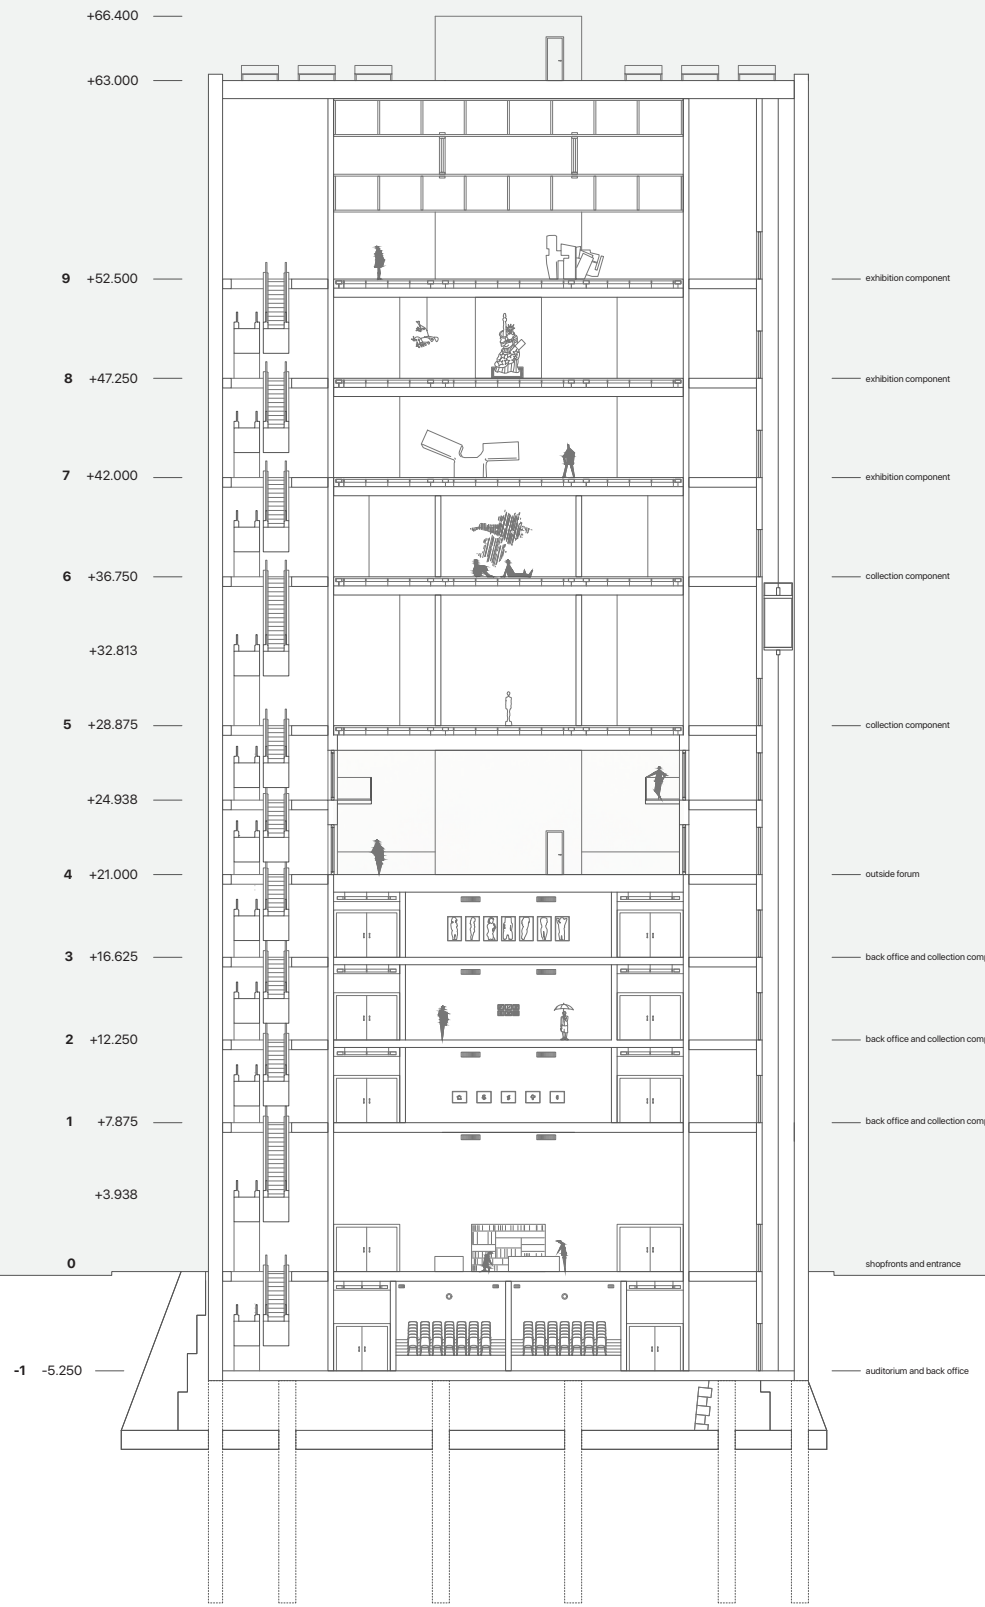 +66.400
+63.000
9 +52.500 exhibition component
8 +47.250 exhibition component
7 +42.000 exhibition component
6 +36.750 collection component
+32.813
5 +28.875 collection component
+24.938
4 +21.000 outside forum
3 +16.625 back office and collection
2 +12.250 back office and collection
1 +7.875 back office and collection
+3.938
0 shopfronts and entrance
-1 -5.250 auditorium and back office